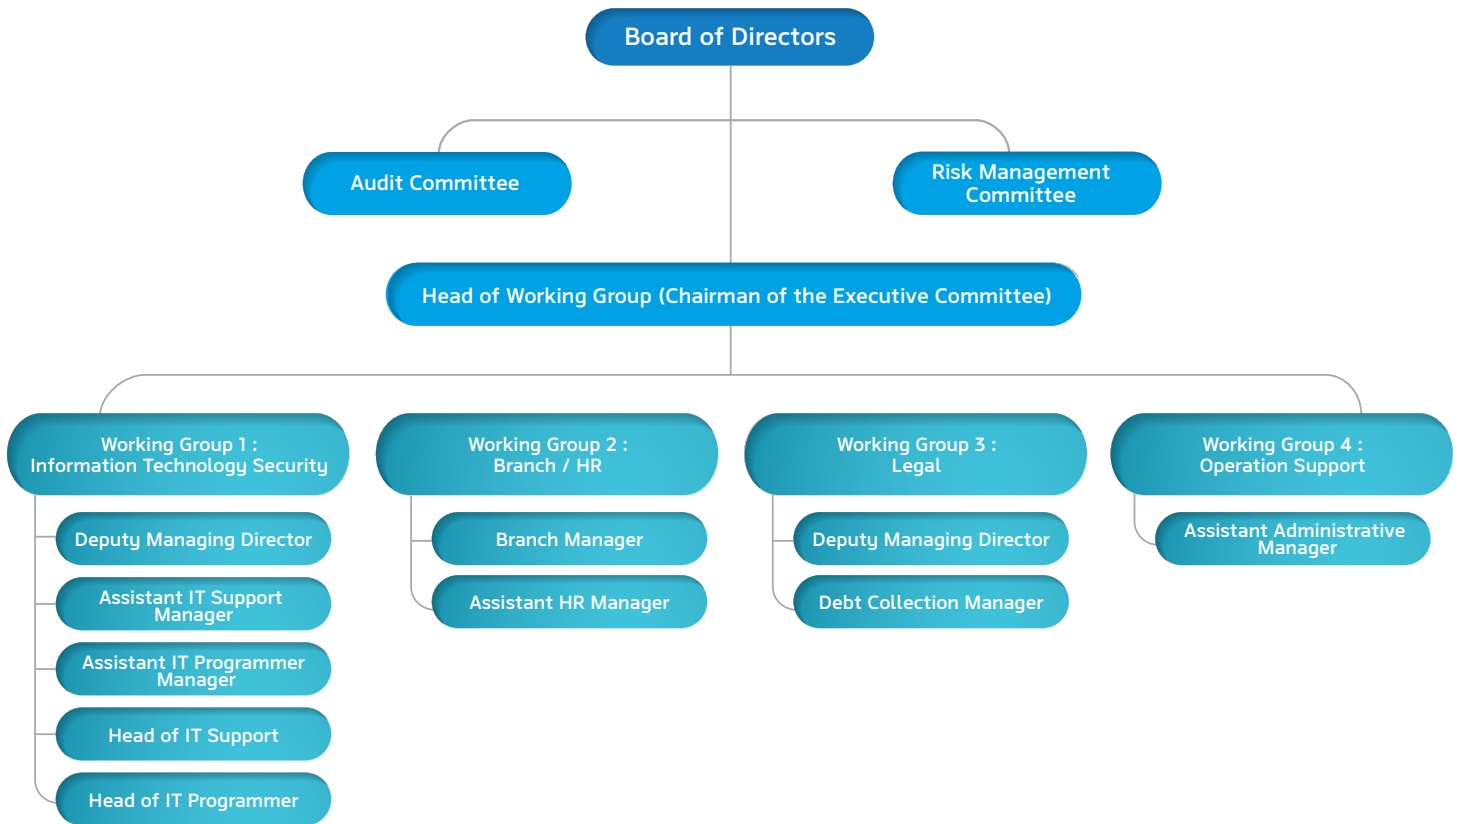 Board of Directors
Audit Committee
Risk Management
Committee
Head of Working Group (Chairman of the Executive Committee)
Working Group 1 :
Information Technology Security
Deputy Managing Director
Assistant IT Support
Manager
Assistant IT Programmer
Manager
Head of IT Support
Head of IT Programmer
Working Group 2 :
Branch / HR
Branch Manager
Assistant HR Manager
Working Group 3 :
Legal
Deputy Managing Director
Debt Collection Manager
Working Group 4 :
Operation Support
Assistant Administrative
Manager